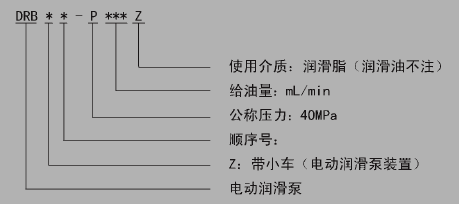 DRB * * - P *** Z
使用介质: 润滑脂（润滑油不注）
给油量: mL/min
公称压力: 40MPa
顺序号:
Z: 带小车（电动润滑泵装置）
电动润滑泵